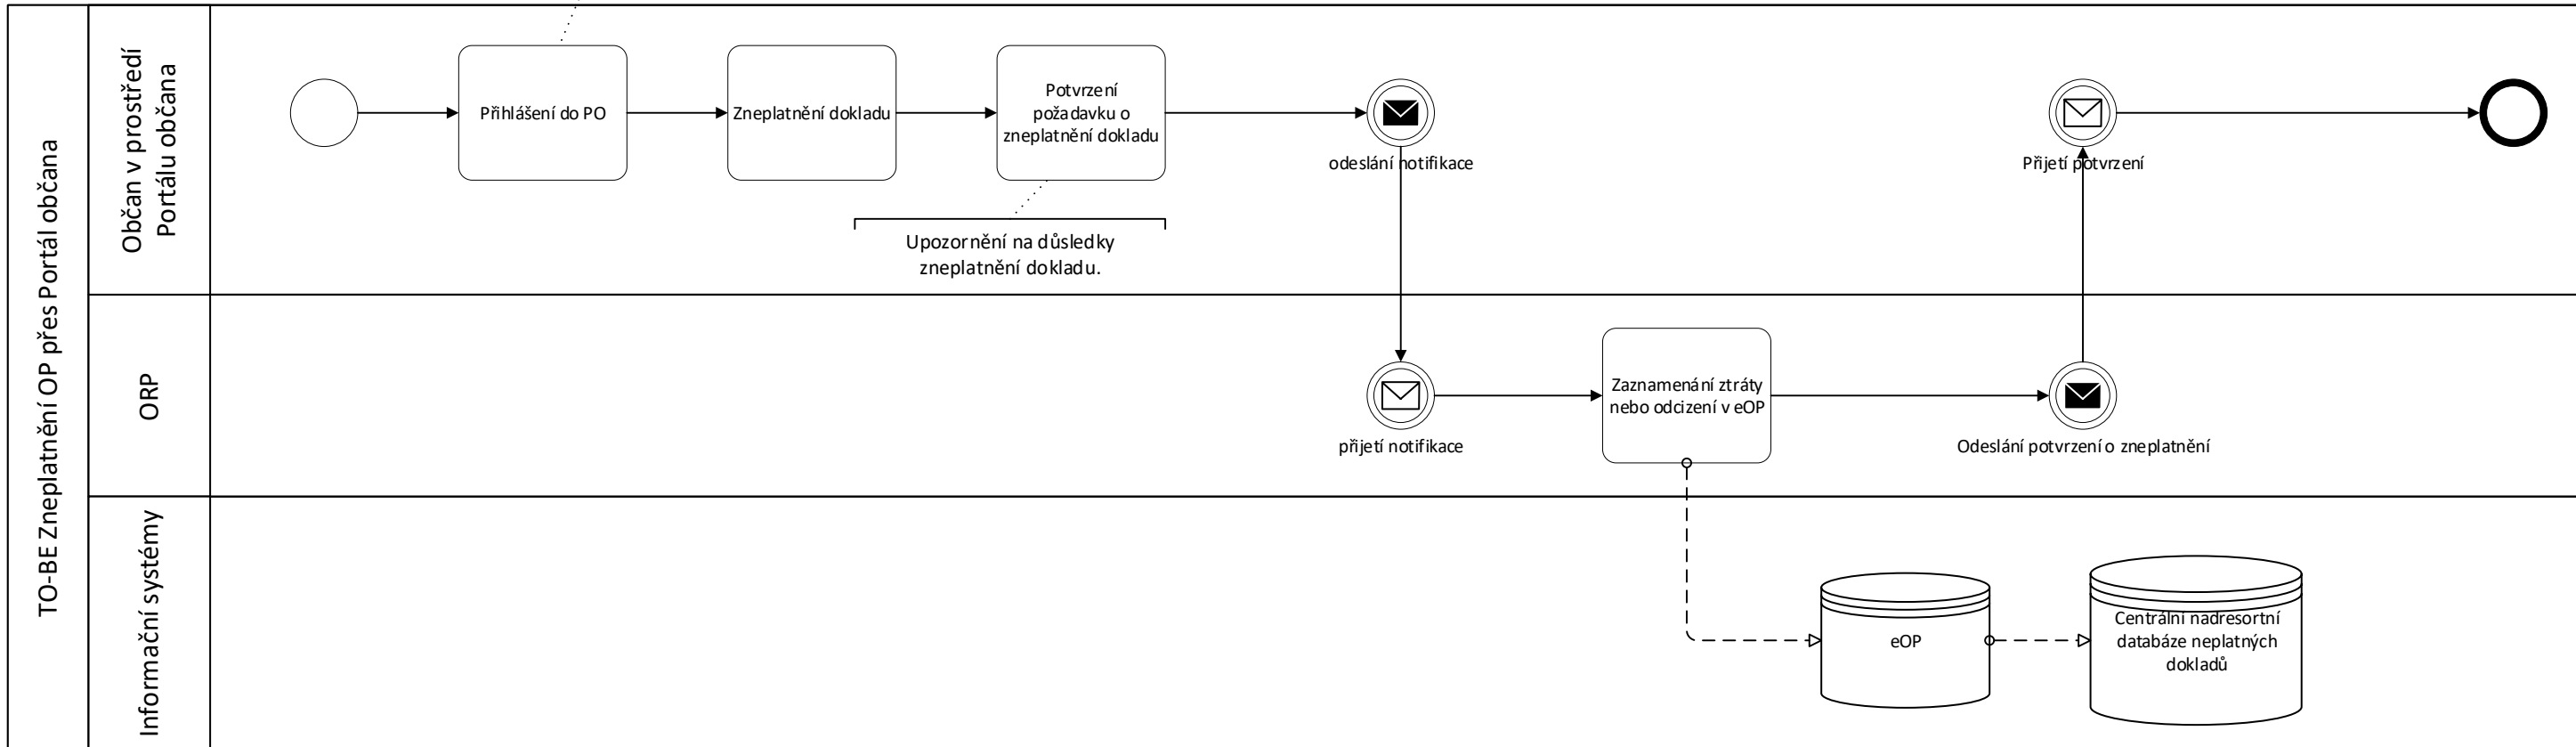 TO-BE Zneplatnění OP přes Portál občana
Občan v prostředí
Portálu občana
Přihlášení do PO
Zneplatnění dokladu
Potvrzení
požadavku o
zneplatnění dokladu
Upozornění na důsledky
zneplatnění dokladu.
odeslání notifikace
Přijetí potvrzení
ORP
přijetí notifikace
Zaznamenání ztráty
nebo odcizení v eOP
Odeslání potvrzení o zneplatnění
Informační systémy
eOP
Centrální nadresortní
databáze neplatných
dokladů